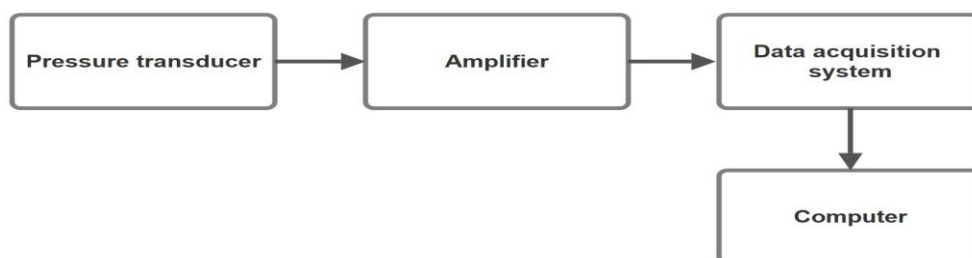 Pressure transducer
Amplifier
Data acquisition
system
Computer